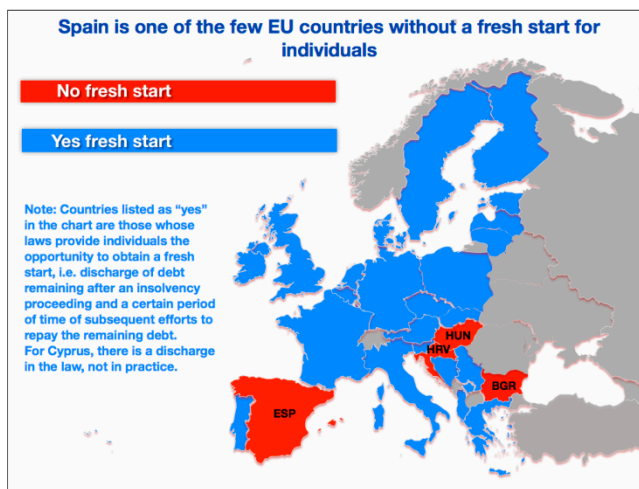 Spain is one of the few EU countries without a fresh start for
individuals
No fresh start
Yes fresh start
Note: Countries listed as “yes”
in the chart are those whose
laws provide individuals the
opportunity to obtain a fresh
start, i.e. discharge of debt
remaining after an insolvency
proceeding and a certain period
of time of subsequent efforts to
repay the remaining debt.
For Cyprus, there is a discharge
in the law, not in practice.
HUN
HRV
BGR
ESP